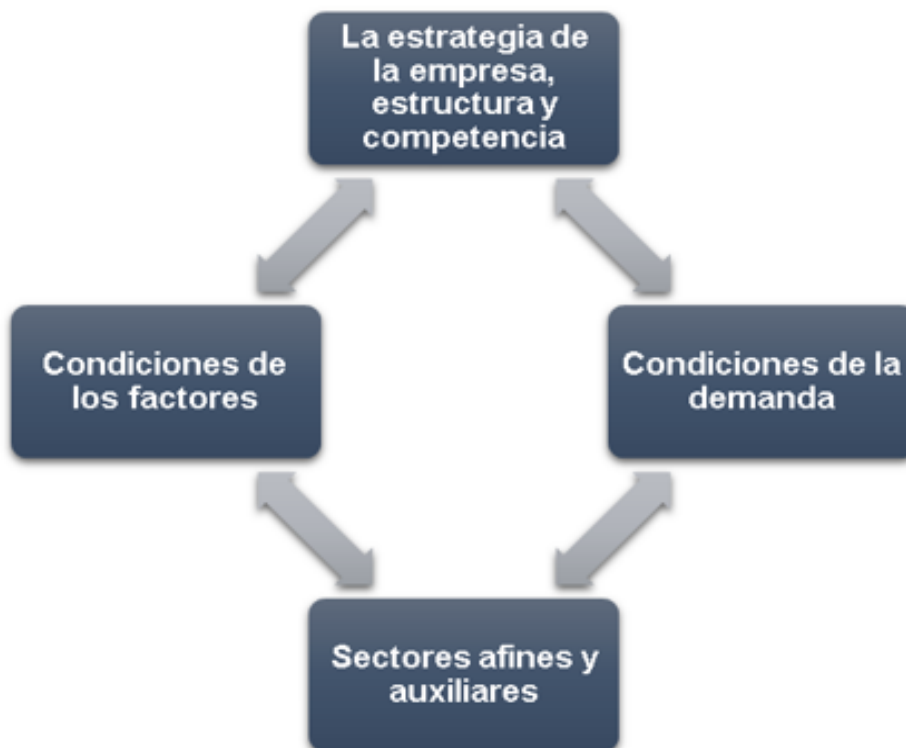 La estrategia de
la empresa,
estructura y
competencia
Condiciones de
los factores
Condiciones de la
demanda
Sectores afines y
auxiliares